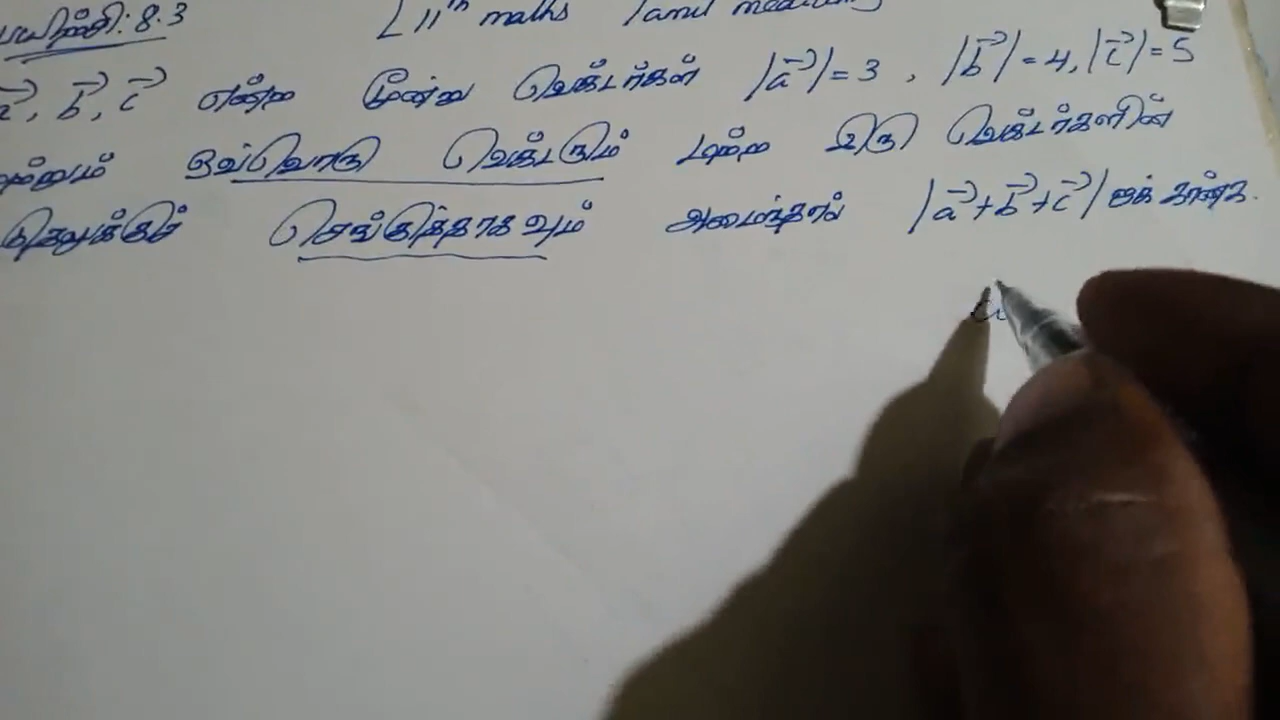 பயிற்சி: 8.3 [ 11th maths Tamil medium
a⃗, b⃗, c⃗ என்ற மூன்று வெக்டர்கள் |a⃗| = 3 , |b⃗| = 4, |c⃗| = 5
மற்றும் ஒவ்வொரு வெக்டரும் மற்ற இரு வெக்டர்களின்
கூடுதலுக்குச் செங்குத்தாகவும் அமைந்தால் |a⃗+b⃗+c⃗| ஐக் காண்க.